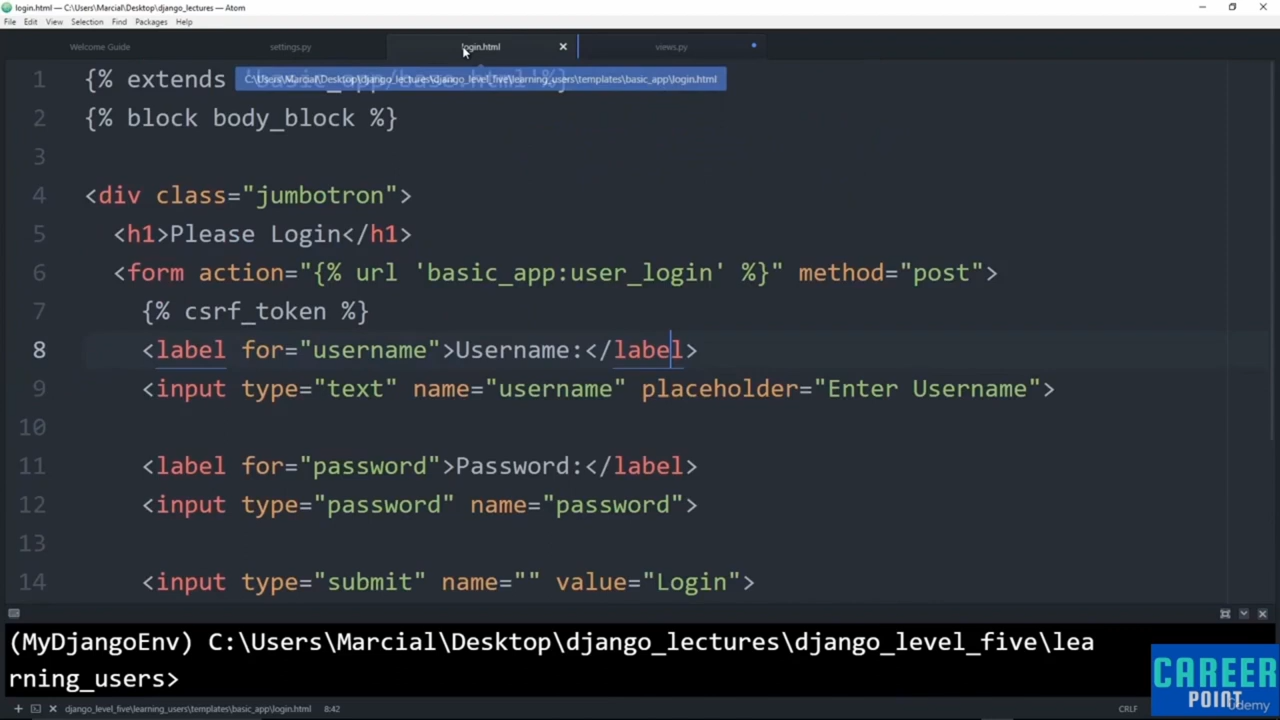 login.html — C:\Users\Marcial\Desktop\django_lectures — Atom
File Edit View Selection Find Packages Help
Welcome Guide settings.py login.html views.py
C:\Users\Marcial\Desktop\django_lectures\django_level_five\learning_users\templates\basic_app\login.html
1 {% extends 'basic_app/base.html' %}
2 {% block body_block %}
3
4 <div class="jumbotron">
5 <h1>Please Login</h1>
6 <form action="{% url 'basic_app:user_login' %}" method="post">
7 {% csrf_token %}
8 <label for="username">Username:</label>
9 <input type="text" name="username" placeholder="Enter Username">
10
11 <label for="password">Password:</label>
12 <input type="password" name="password">
13
14 <input type="submit" name="" value="Login">
(MyDjangoEnv) C:\Users\Marcial\Desktop\django_lectures\django_level_five\lea
rning_users>
CAREER
POINT
Udemy
django_level_five\learning_users\templates\basic_app\login.html 8:42 CRLF